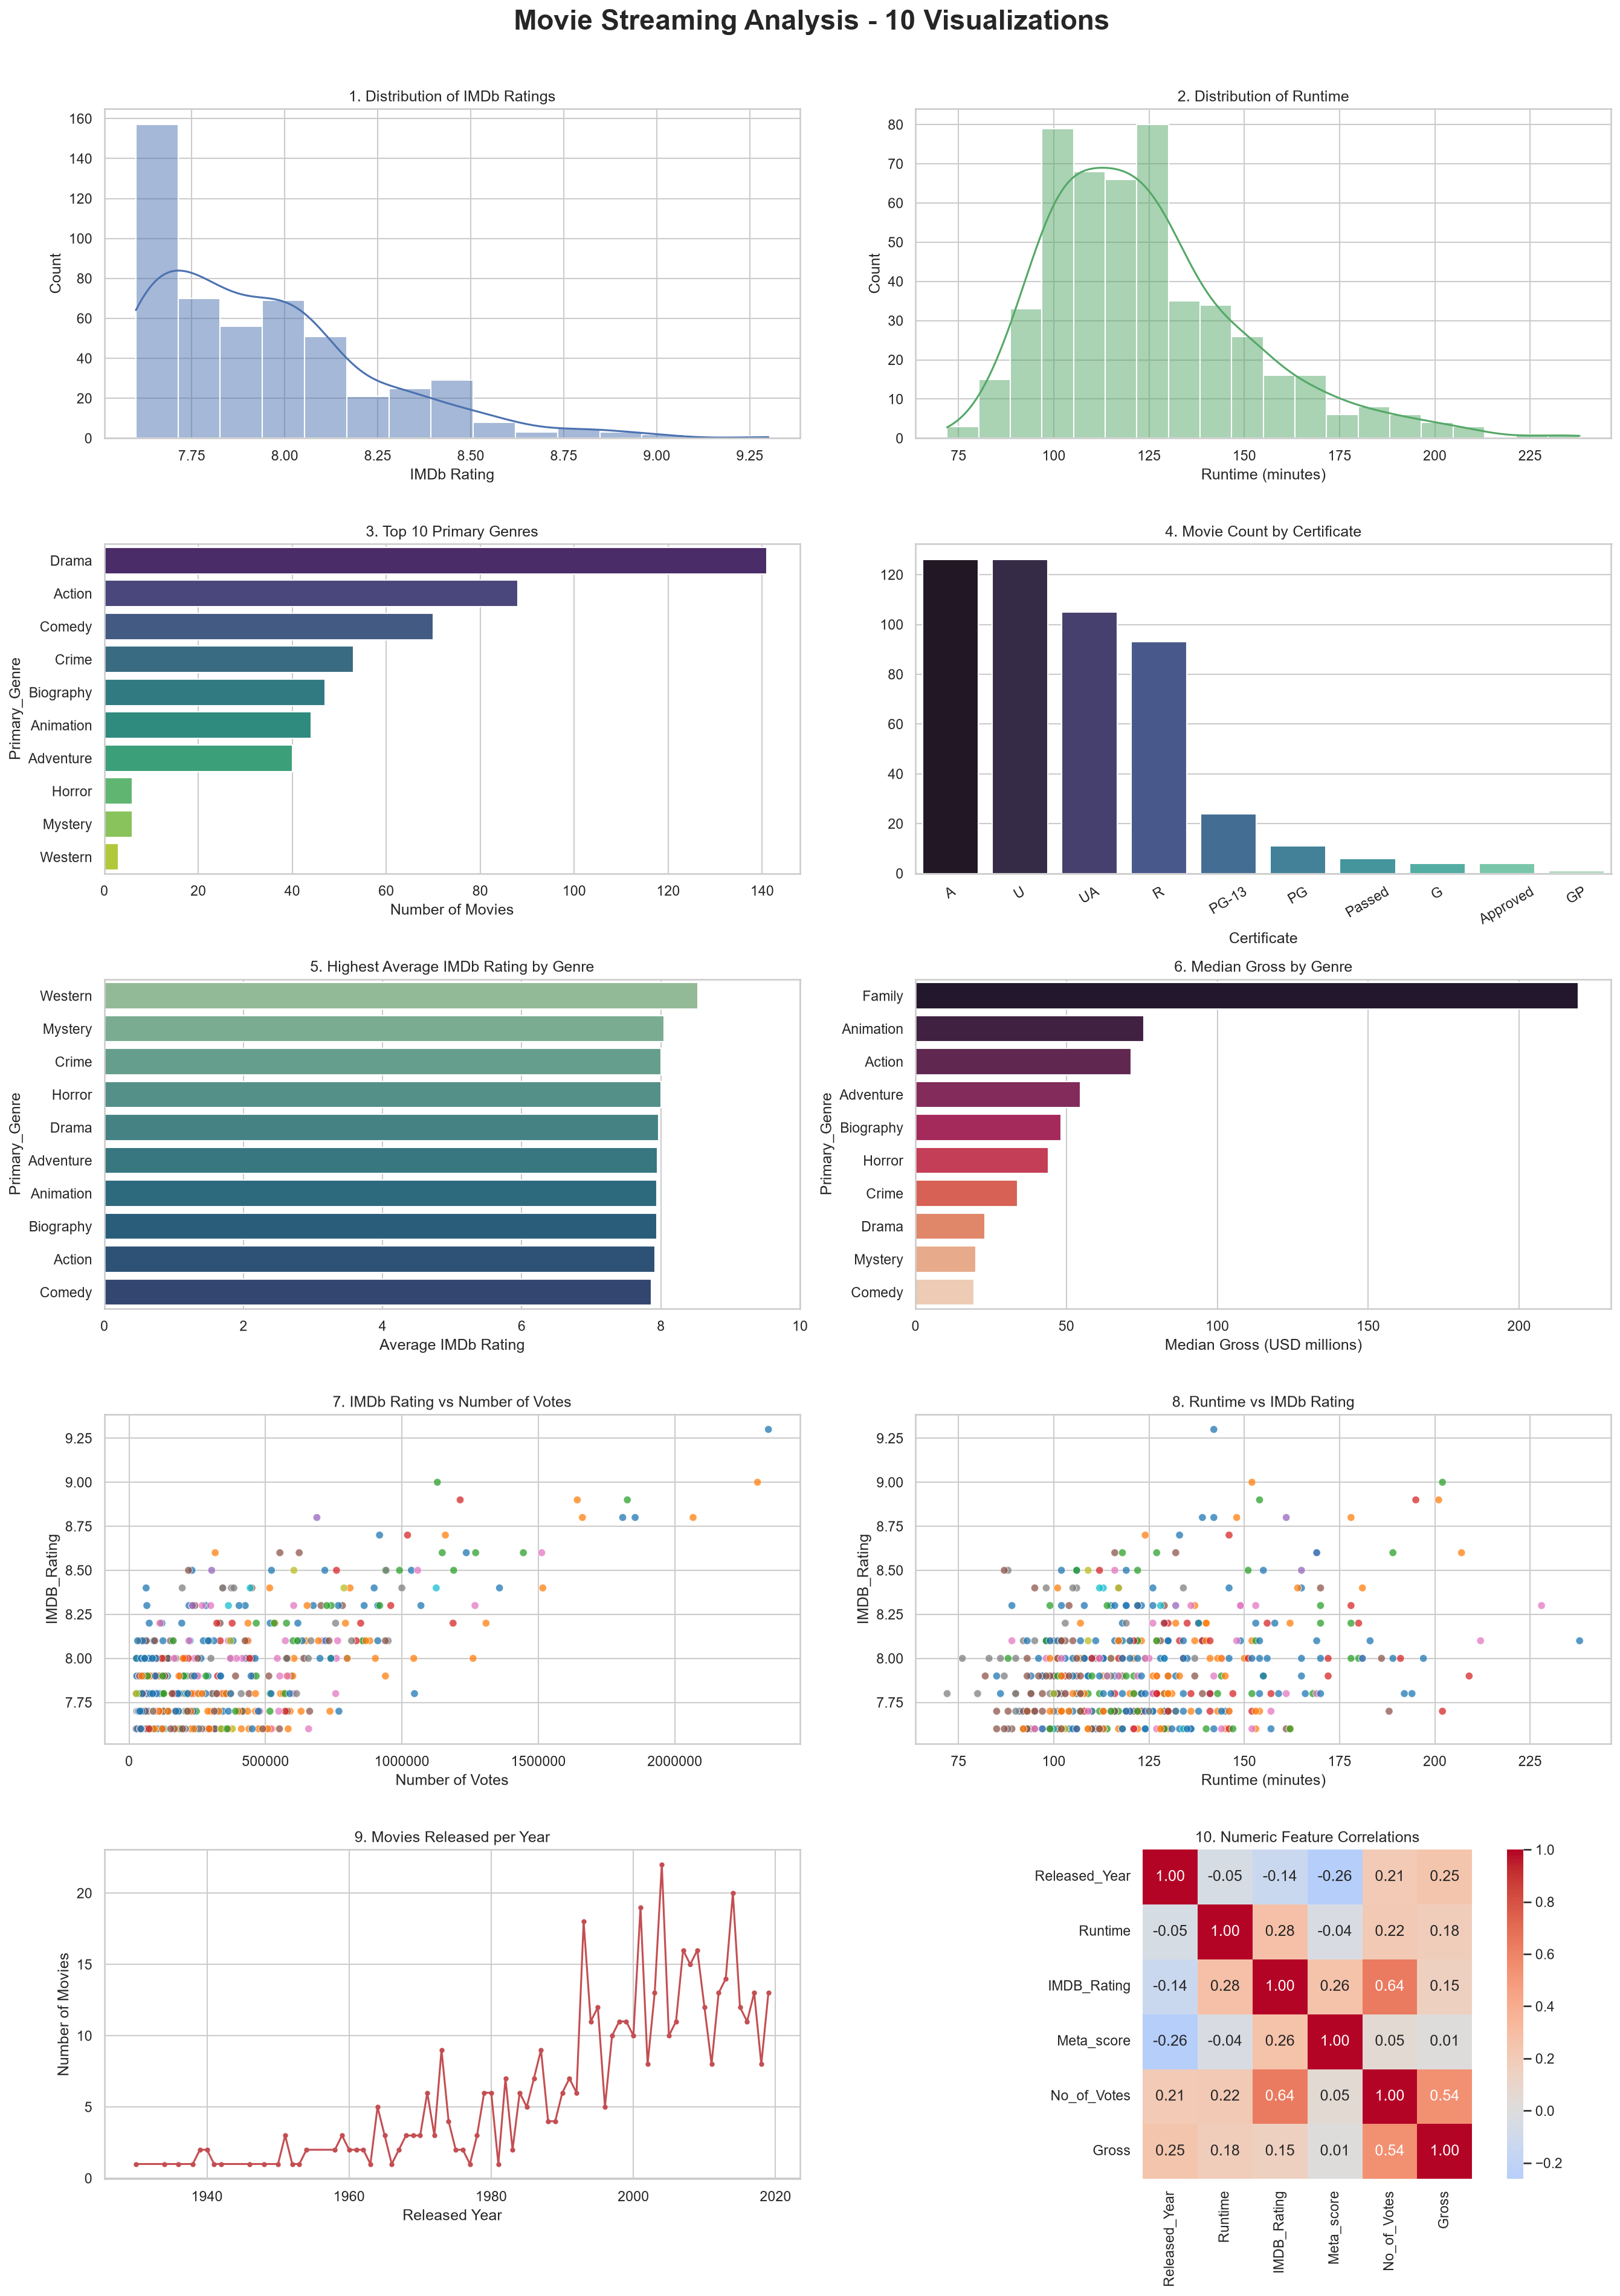 Movie Streaming Analysis - 10 Visualizations
1. Distribution of IMDb Ratings
Count
160
140
120
100
80
60
40
20
0
7.75 8.00 8.25 8.50 8.75 9.00 9.25
IMDb Rating
2. Distribution of Runtime
Count
80
70
60
50
40
30
20
10
0
75 100 125 150 175 200 225
Runtime (minutes)
3. Top 10 Primary Genres
Primary_Genre
Drama
Action
Comedy
Crime
Biography
Animation
Adventure
Horror
Mystery
Western
0 20 40 60 80 100 120 140
Number of Movies
4. Movie Count by Certificate
120
100
80
60
40
20
0
A U UA R PG-13 PG Passed G Approved GP
Certificate
5. Highest Average IMDb Rating by Genre
Primary_Genre
Western
Mystery
Crime
Horror
Drama
Adventure
Animation
Biography
Action
Comedy
0 2 4 6 8 10
Average IMDb Rating
6. Median Gross by Genre
Primary_Genre
Family
Animation
Action
Adventure
Biography
Horror
Crime
Drama
Mystery
Comedy
0 50 100 150 200
Median Gross (USD millions)
7. IMDb Rating vs Number of Votes
IMDB_Rating
9.25
9.00
8.75
8.50
8.25
8.00
7.75
0 500000 1000000 1500000 2000000
Number of Votes
8. Runtime vs IMDb Rating
IMDB_Rating
9.25
9.00
8.75
8.50
8.25
8.00
7.75
75 100 125 150 175 200 225
Runtime (minutes)
9. Movies Released per Year
Number of Movies
20
15
10
5
0
1940 1960 1980 2000 2020
Released Year
10. Numeric Feature Correlations
Released_Year 1.00 -0.05 -0.14 -0.26 0.21 0.25
Runtime -0.05 1.00 0.28 -0.04 0.22 0.18
IMDB_Rating -0.14 0.28 1.00 0.26 0.64 0.15
Meta_score -0.26 -0.04 0.26 1.00 0.05 0.01
No_of_Votes 0.21 0.22 0.64 0.05 1.00 0.54
Gross 0.25 0.18 0.15 0.01 0.54 1.00
Released_Year Runtime IMDB_Rating Meta_score No_of_Votes Gross
1.0
0.8
0.6
0.4
0.2
0.0
−0.2